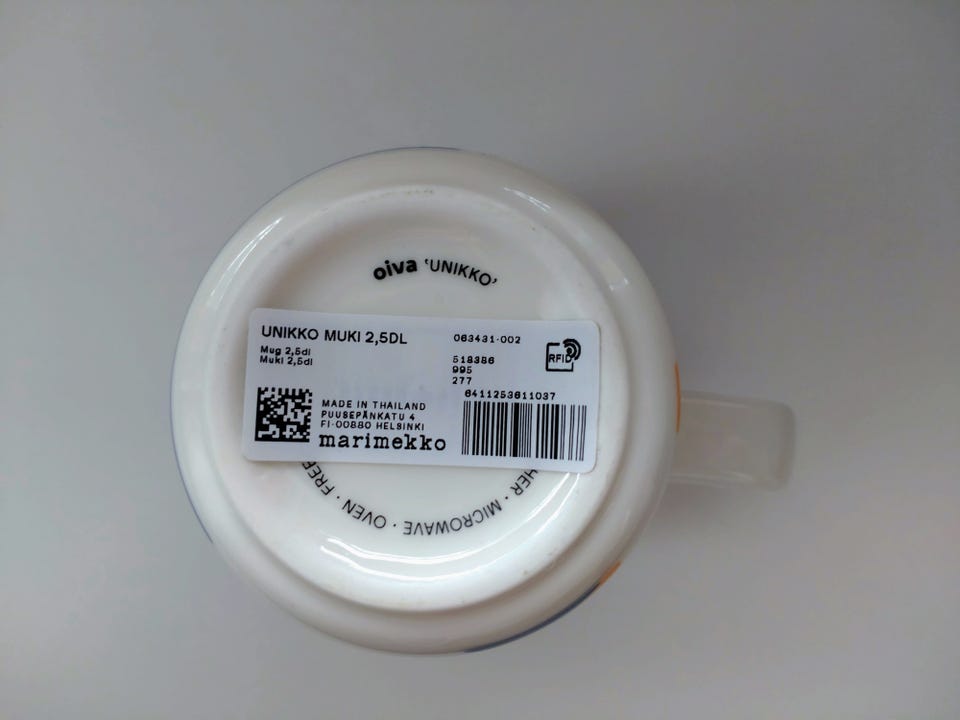 oiva 'UNIKKO'
UNIKKO MUKI 2,5DL
Mug 2,5dl
Muki 2,5dl
063431-002
518386
995
277
6411253611037
RFID
MADE IN THAILAND
PUUSEPÄNKATU 4
FI-00880 HELSINKI
marimekko
HER · MICROWAVE · OVEN · FREE